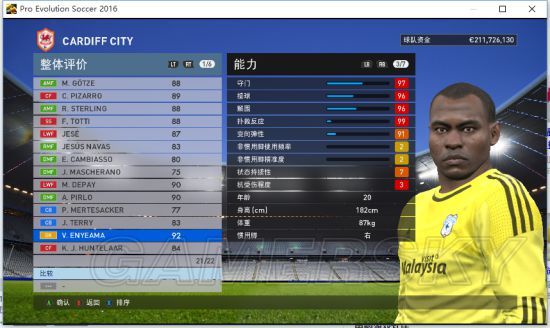 Pro Evolution Soccer 2016
CARDIFF CITY
球队资金 €211,726,130
整体评价 LT RT 1/6
AMF M. GÖTZE 88
CF C. PIZARRO 89
AMF R. STERLING 88
SS F. TOTTI 88
LWF JESÉ 87
RMF JESÚS NAVAS 83
DMF E. CAMBIASSO 80
DMF J. MASCHERANO 75
LWF M. DEPAY 90
DMF A. PIRLO 90
CB P. MERTESACKER 77
CB J. TERRY 83
GK V. ENYEAMA 92
CF K. J. HUNTELAAR 84
21/22
比较
--- -
A 确认 B 返回 X 排序
能力 LB RB 3/7
守门 97
接球 96
解围 96
扑救反应 99
空间弹性 91
非惯用脚使用频率 2
非惯用脚精准度 2
状态持续性 7
抗受伤程度 3
年龄 20
身高(cm) 182cm
体重 87kg
惯用脚 右
visit
Malaysia
GAMERSKY